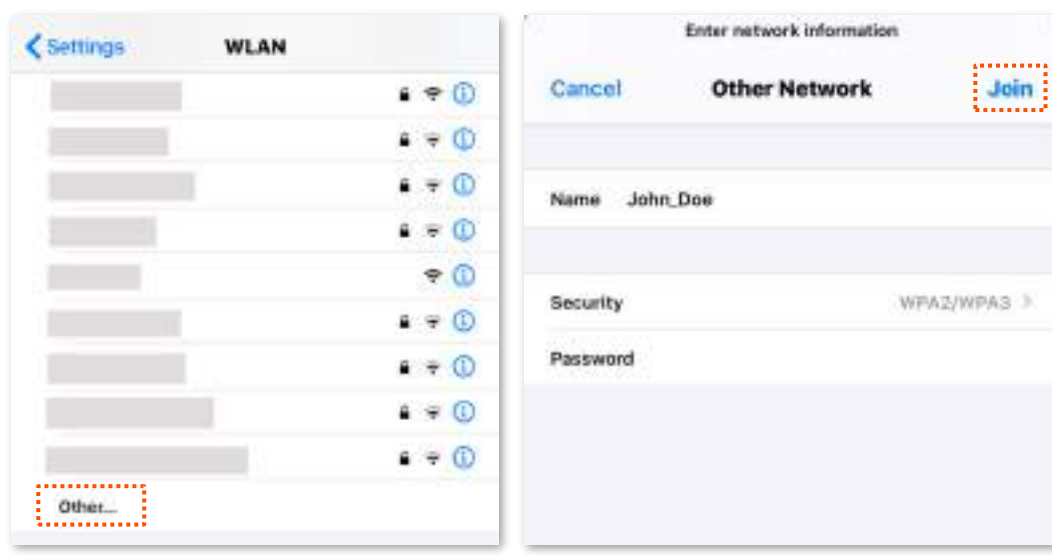 Settings WLAN
Other...
Enter network information
Cancel Other Network Join
Name John_Doe
Security WPA2/WPA3
Password